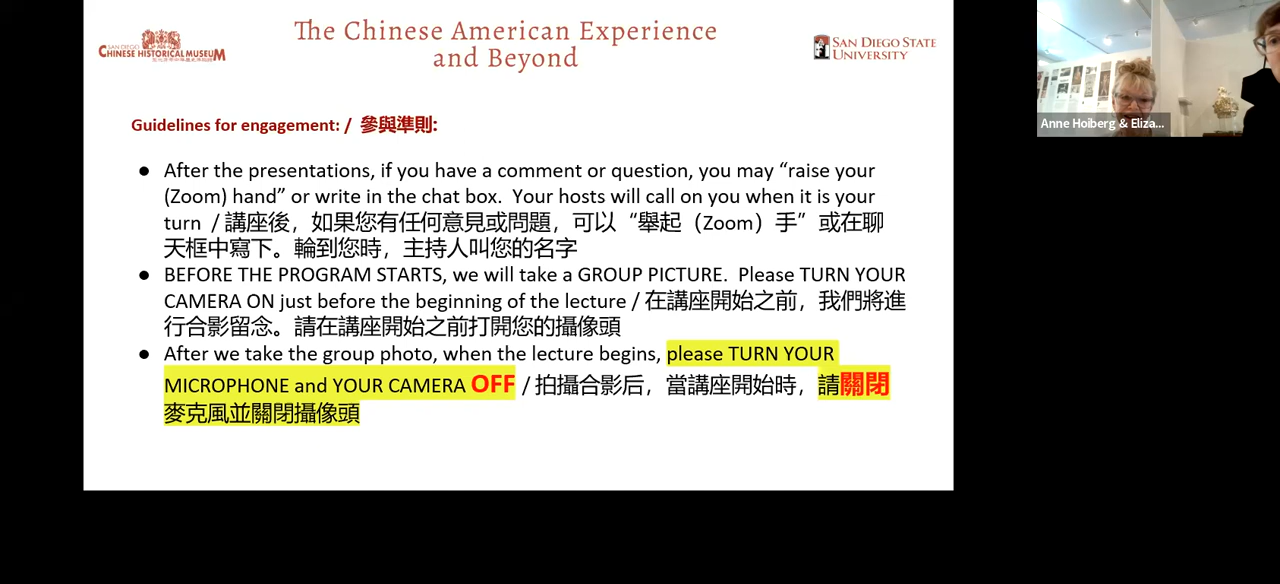 The Chinese American Experience
and Beyond
SAN DIEGO
CHINESE HISTORICAL MUSEUM
SAN DIEGO STATE
UNIVERSITY
Guidelines for engagement: / 參與準則:
● After the presentations, if you have a comment or question, you may “raise your
(Zoom) hand” or write in the chat box. Your hosts will call on you when it is your
turn / 講座後，如果您有任何意見或問題，可以“舉起（Zoom）手”或在聊
天框中寫下。輪到您時，主持人叫您的名字
● BEFORE THE PROGRAM STARTS, we will take a GROUP PICTURE. Please TURN YOUR
CAMERA ON just before the beginning of the lecture / 在講座開始之前，我們將進
行合影留念。請在講座開始之前打開您的攝像頭
● After we take the group photo, when the lecture begins, please TURN YOUR
MICROPHONE and YOUR CAMERA OFF / 拍攝合影后，當講座開始時，請關閉
麥克風並關閉攝像頭
Anne Hoiberg & Eliza...